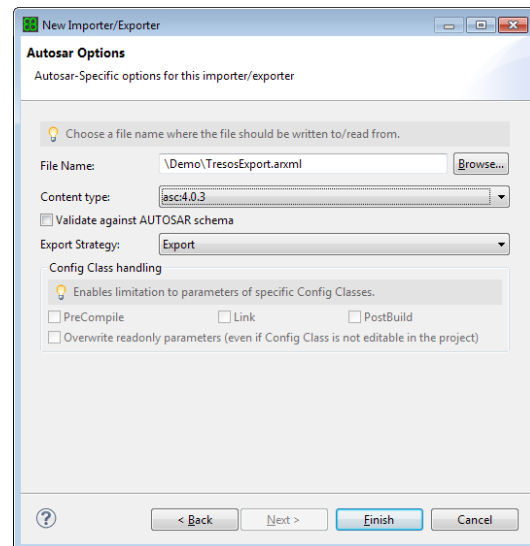 New Importer/Exporter
Autosar Options
Autosar-Specific options for this importer/exporter
Choose a file name where the file should be written to/read from.
File Name: \Demo\TresosExport.arxml Browse...
Content type: asc:4.0.3
Validate against AUTOSAR schema
Export Strategy: Export
Config Class handling
Enables limitation to parameters of specific Config Classes.
PreCompile Link PostBuild
Overwrite readonly parameters (even if Config Class is not editable in the project)
? < Back Next > Finish Cancel